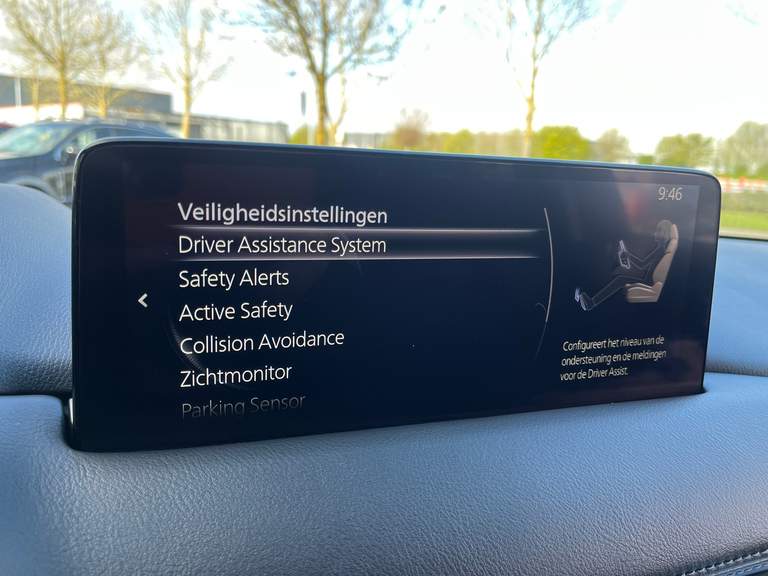 9:46
Veiligheidsinstellingen
Driver Assistance System
Safety Alerts
Active Safety
Collision Avoidance
Zichtmonitor
Parking Sensor
Configureert het niveau van de
ondersteuning en de meldingen
voor de Driver Assist.